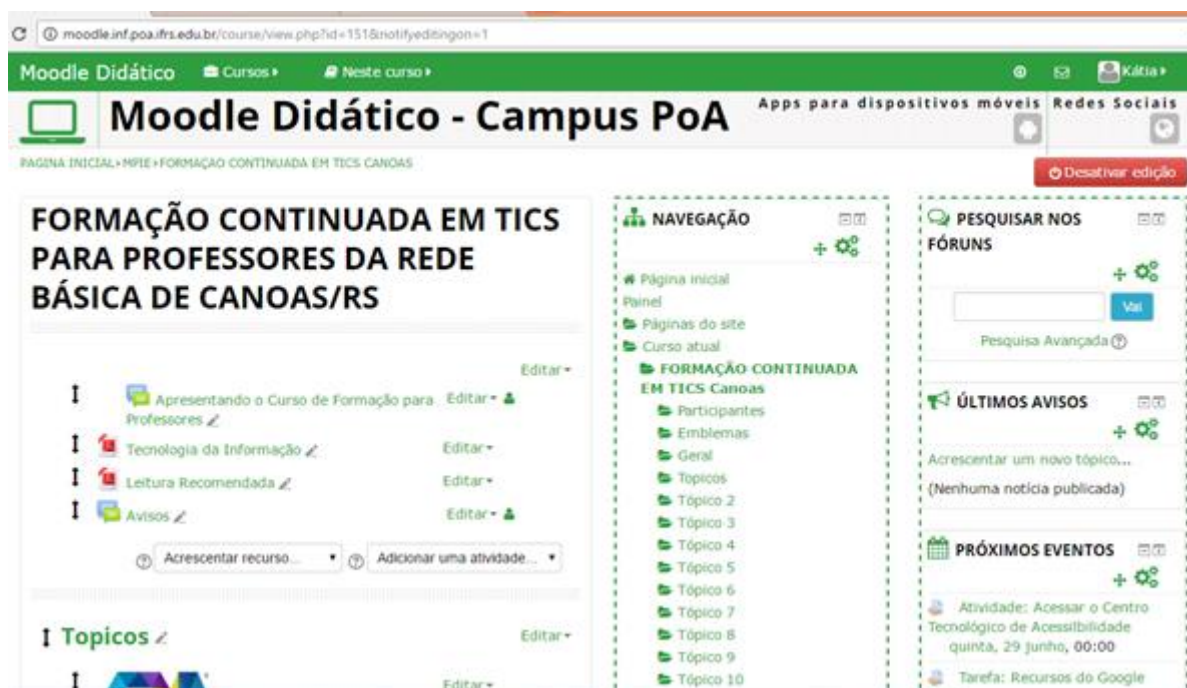 moodle.inf.poa.ifrs.edu.br/course/view.php?id=151&notifyeditingon=1
Moodle Didático Cursos Neste curso Kátia
Moodle Didático - Campus PoA
Apps para dispositivos móveis Redes Sociais
PAGINA INICIAL MPIE FORMAÇÃO CONTINUADA EM TICS CANOAS
Desativar edição
FORMAÇÃO CONTINUADA EM TICS
PARA PROFESSORES DA REDE
BÁSICA DE CANOAS/RS
Editar
Apresentando o Curso de Formação para Editar
Professores
Tecnologia da Informação Editar
Leitura Recomendada Editar
Avisos Editar
Acrescentar recurso... Adicionar uma atividade...
Topicos Editar
Editar
NAVEGAÇÃO
Página inicial
Painel
Páginas do site
Curso atual
FORMAÇÃO CONTINUADA
EM TICS Canoas
Participantes
Emblemas
Geral
Topicos
Tópico 2
Tópico 3
Tópico 4
Tópico 5
Tópico 6
Tópico 7
Tópico 8
Tópico 9
Tópico 10
PESQUISAR NOS
FÓRUNS
Vai
Pesquisa Avançada
ÚLTIMOS AVISOS
Acrescentar um novo tópico...
(Nenhuma notícia publicada)
PRÓXIMOS EVENTOS
Atividade: Acessar o Centro
Tecnológico de Acessilbilidade
quinta, 29 junho, 00:00
Tarefa: Recursos do Google